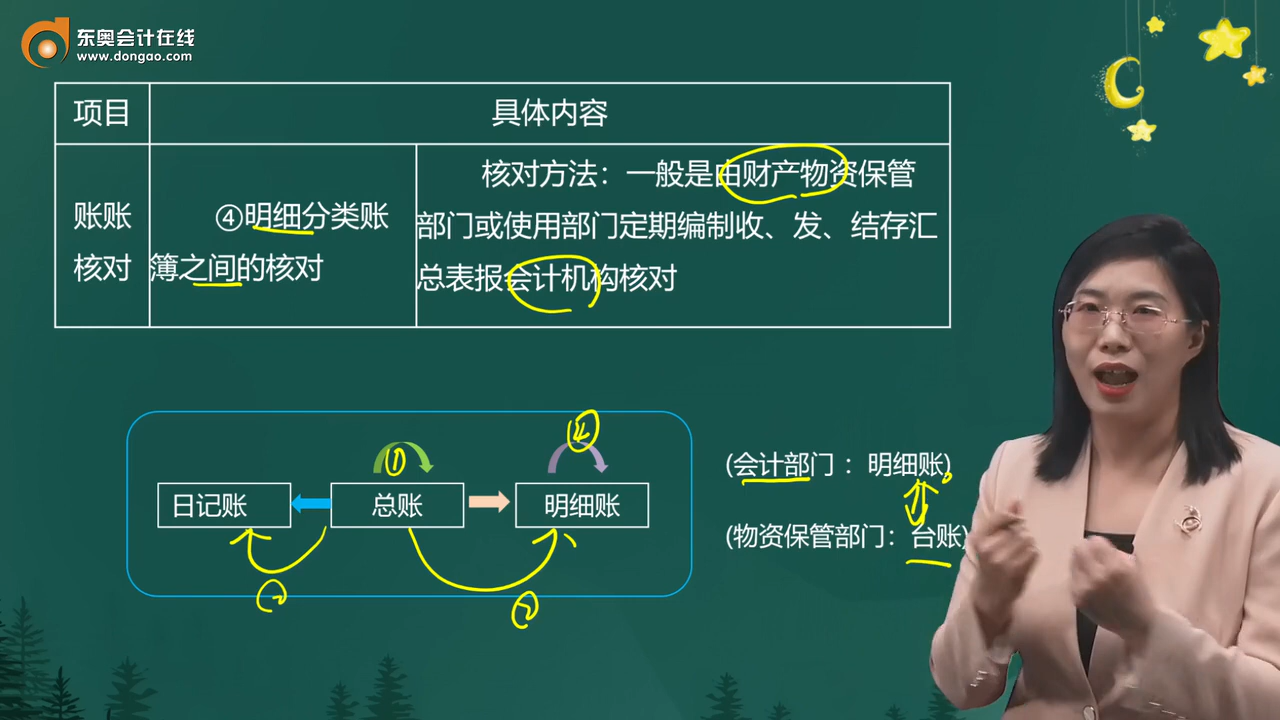 东奥会计在线
www.dongao.com
项目
具体内容
账账
核对
④明细分类账
簿之间的核对
核对方法：一般是由财产物资保管
部门或使用部门定期编制收、发、结存汇
总表报会计机构核对
① ④
日记账 总账 明细账
(会计部门：明细账)
(物资保管部门：台账)